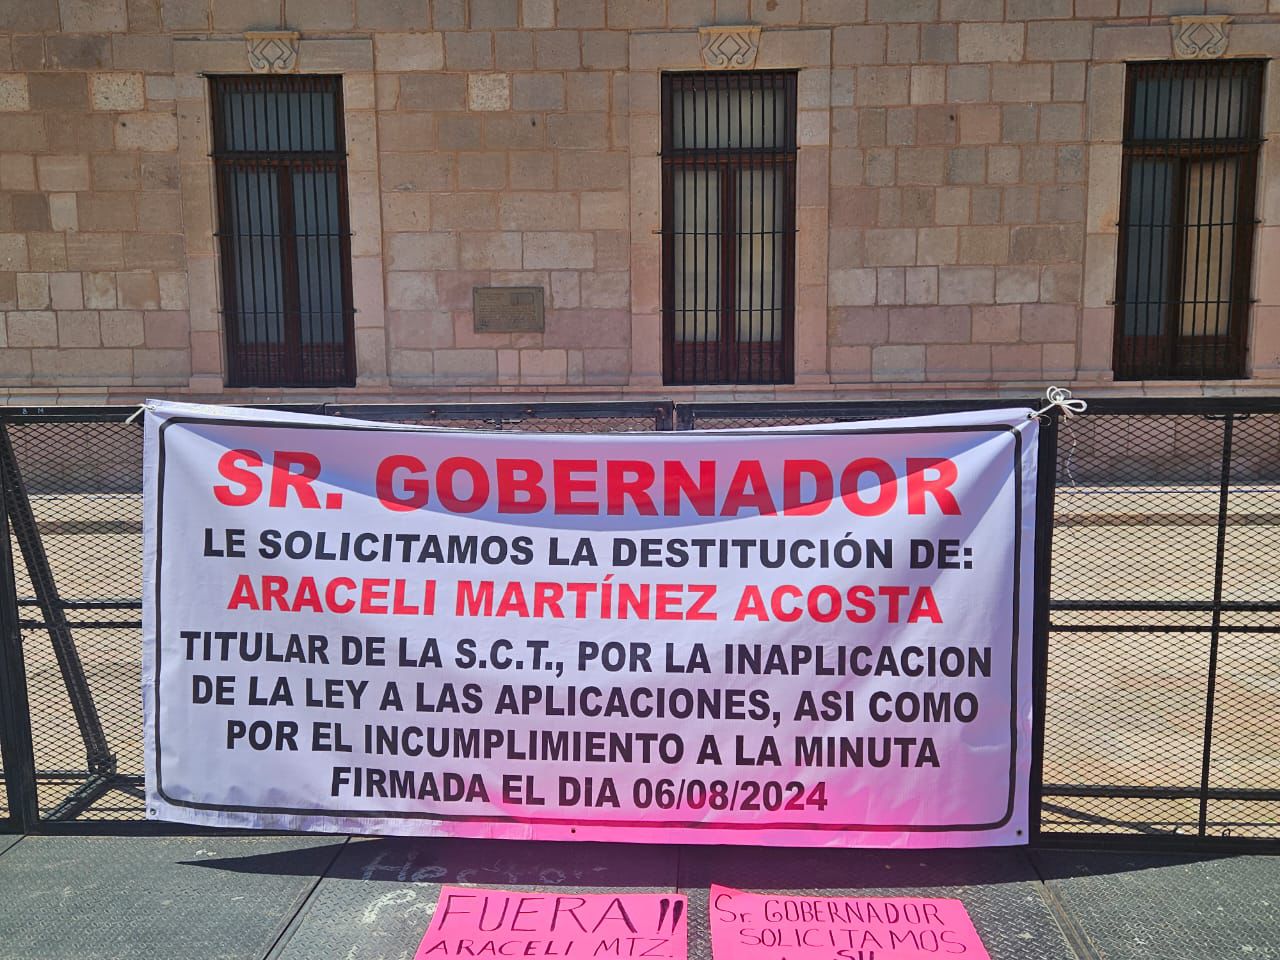 SR. GOBERNADOR
LE SOLICITAMOS LA DESTITUCIÓN DE:
ARACELI MARTÍNEZ ACOSTA
TITULAR DE LA S.C.T., POR LA INAPLICACION
DE LA LEY A LAS APLICACIONES, ASI COMO
POR EL INCUMPLIMIENTO A LA MINUTA
FIRMADA EL DIA 06/08/2024
FUERA!!
ARACELI MTZ.
Sr. GOBERNADOR
SOLICITAMOS
SU